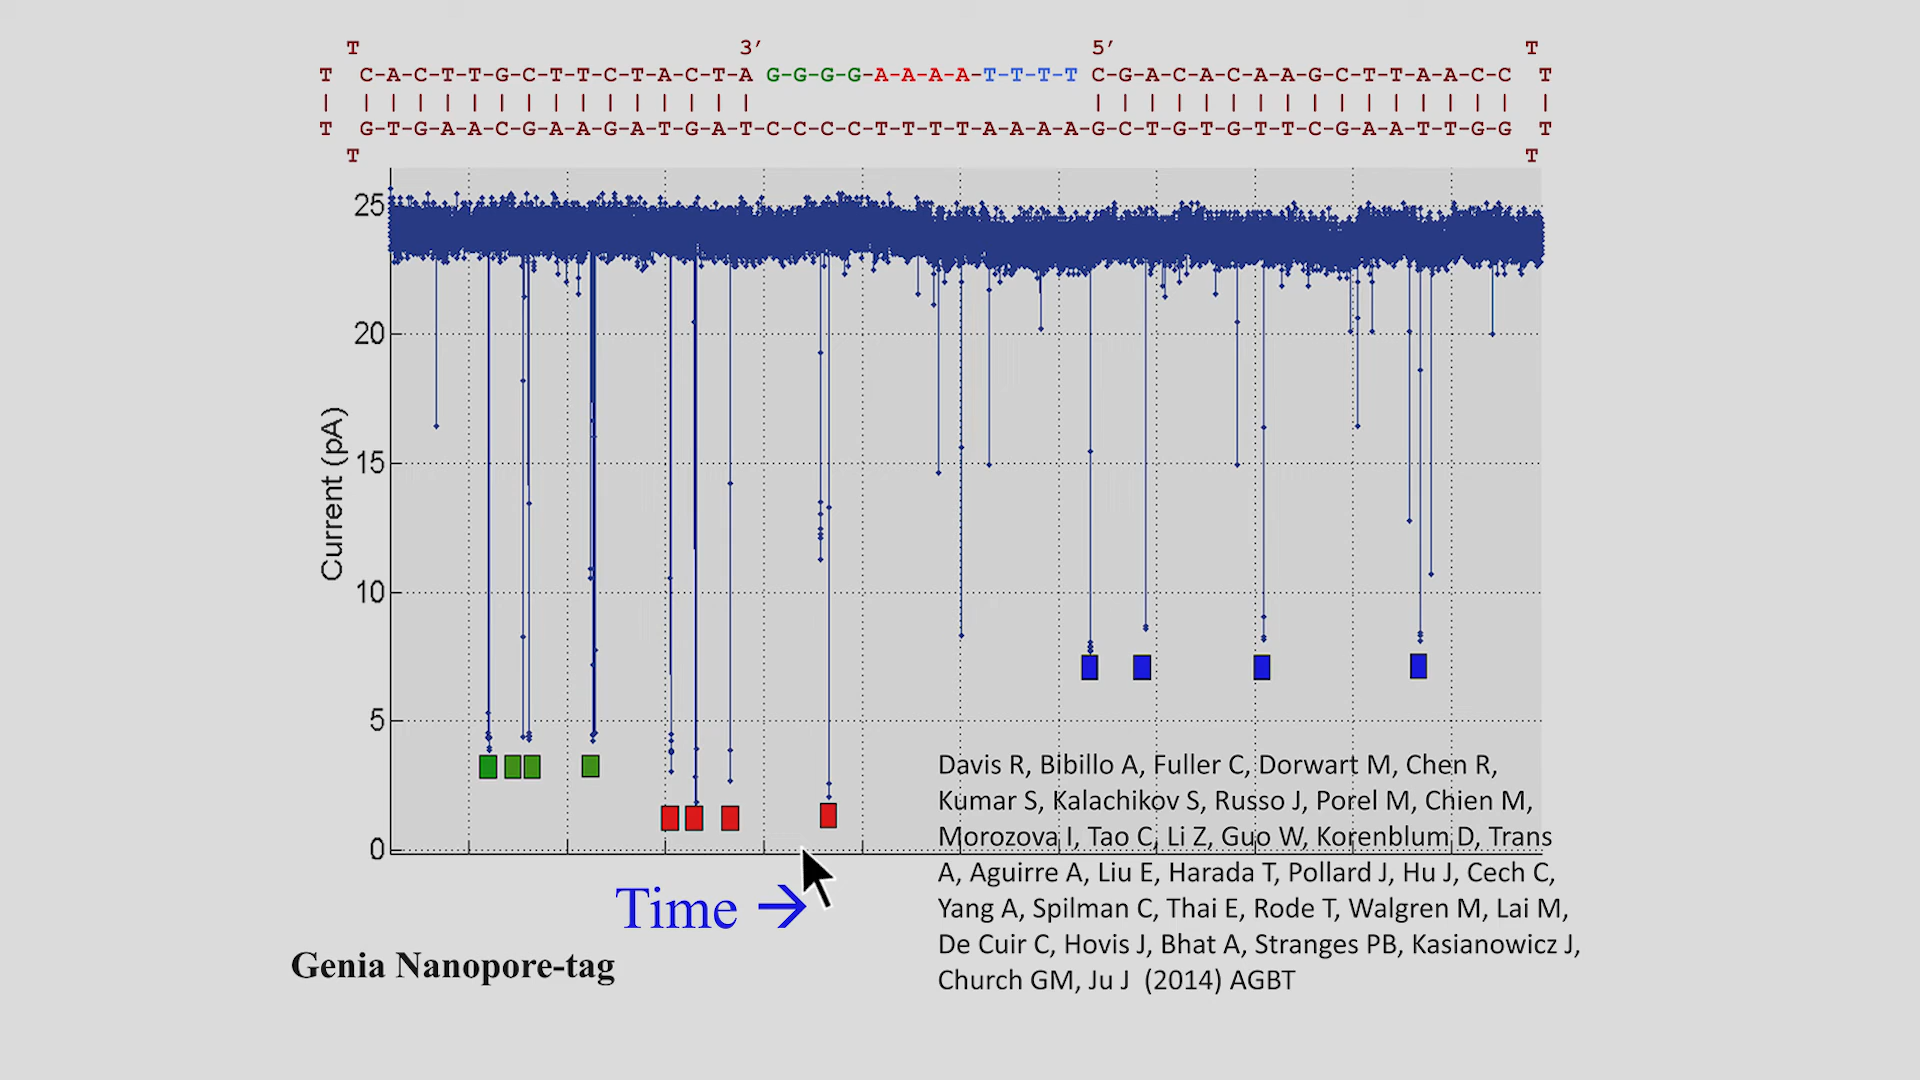 T 3′ 5′ T
T C-A-C-T-T-G-C-T-T-C-T-A-C-T-A G-G-G-G-A-A-A-A-T-T-T-T C-G-A-C-A-C-A-A-G-C-T-T-A-A-C-C T
T G-T-G-A-A-C-G-A-A-G-A-T-G-A-T-C-C-C-C-T-T-T-T-A-A-A-A-G-C-T-G-T-G-T-T-C-G-A-A-T-T-G-G T
T T
25
20
15
10
5
0
Current (pA)
Time →
Genia Nanopore-tag
Davis R, Bibillo A, Fuller C, Dorwart M, Chen R,
Kumar S, Kalachikov S, Russo J, Porel M, Chien M,
Morozova I, Tao C, Li Z, Guo W, Korenblum D, Trans
A, Aguirre A, Liu E, Harada T, Pollard J, Hu J, Cech C,
Yang A, Spilman C, Thai E, Rode T, Walgren M, Lai M,
De Cuir C, Hovis J, Bhat A, Stranges PB, Kasianowicz J,
Church GM, Ju J (2014) AGBT